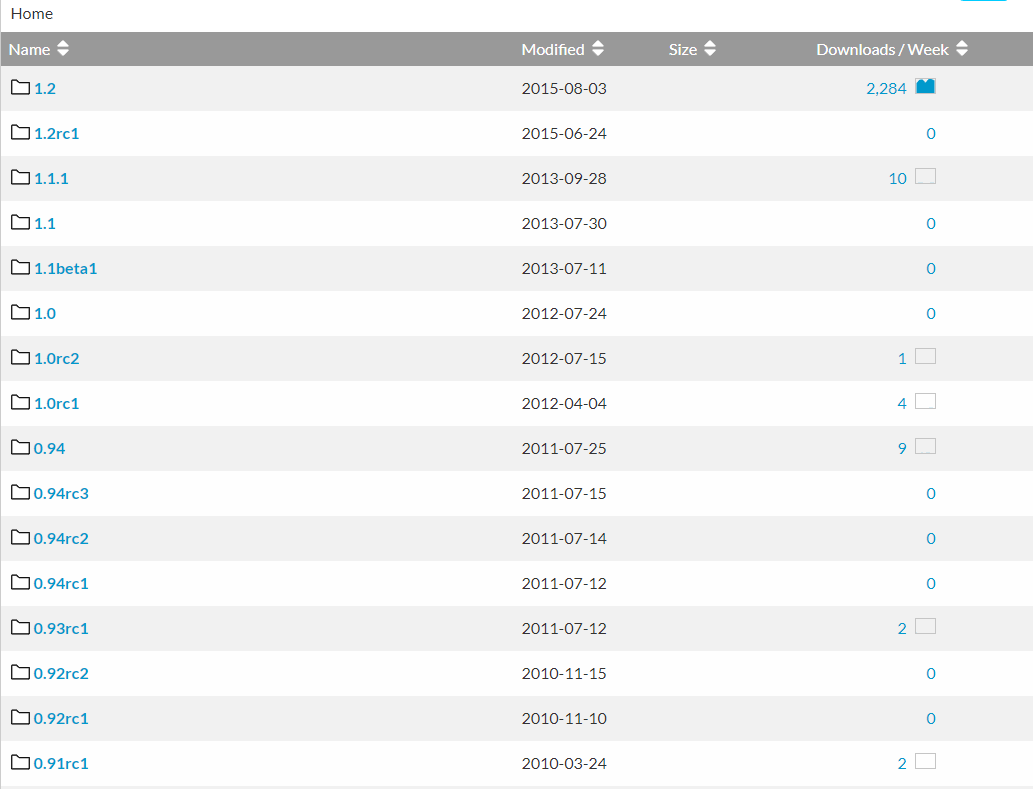 Home
Name Modified Size Downloads / Week
1.2 2015-08-03 2,284
1.2rc1 2015-06-24 0
1.1.1 2013-09-28 10
1.1 2013-07-30 0
1.1beta1 2013-07-11 0
1.0 2012-07-24 0
1.0rc2 2012-07-15 1
1.0rc1 2012-04-04 4
0.94 2011-07-25 9
0.94rc3 2011-07-15 0
0.94rc2 2011-07-14 0
0.94rc1 2011-07-12 0
0.93rc1 2011-07-12 2
0.92rc2 2010-11-15 0
0.92rc1 2010-11-10 0
0.91rc1 2010-03-24 2